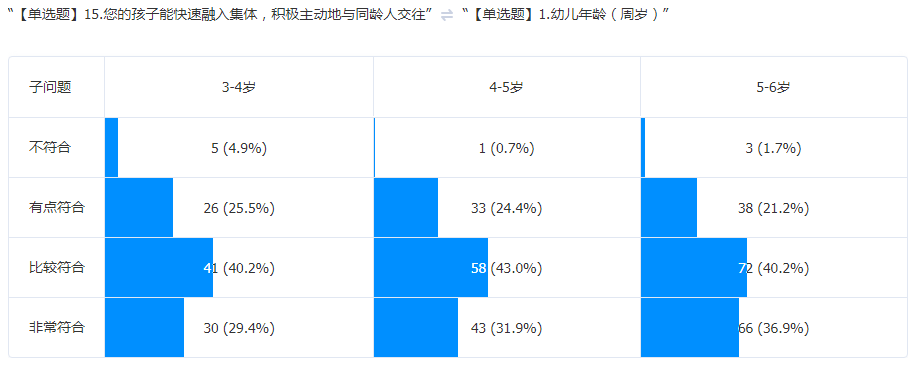 “【单选题】15.您的孩子能快速融入集体，积极主动地与同龄人交往” ⇌ “【单选题】1.幼儿年龄（周岁）”
子问题 3-4岁 4-5岁 5-6岁
不符合 5 (4.9%) 1 (0.7%) 3 (1.7%)
有点符合 26 (25.5%) 33 (24.4%) 38 (21.2%)
比较符合 41 (40.2%) 58 (43.0%) 72 (40.2%)
非常符合 30 (29.4%) 43 (31.9%) 66 (36.9%)